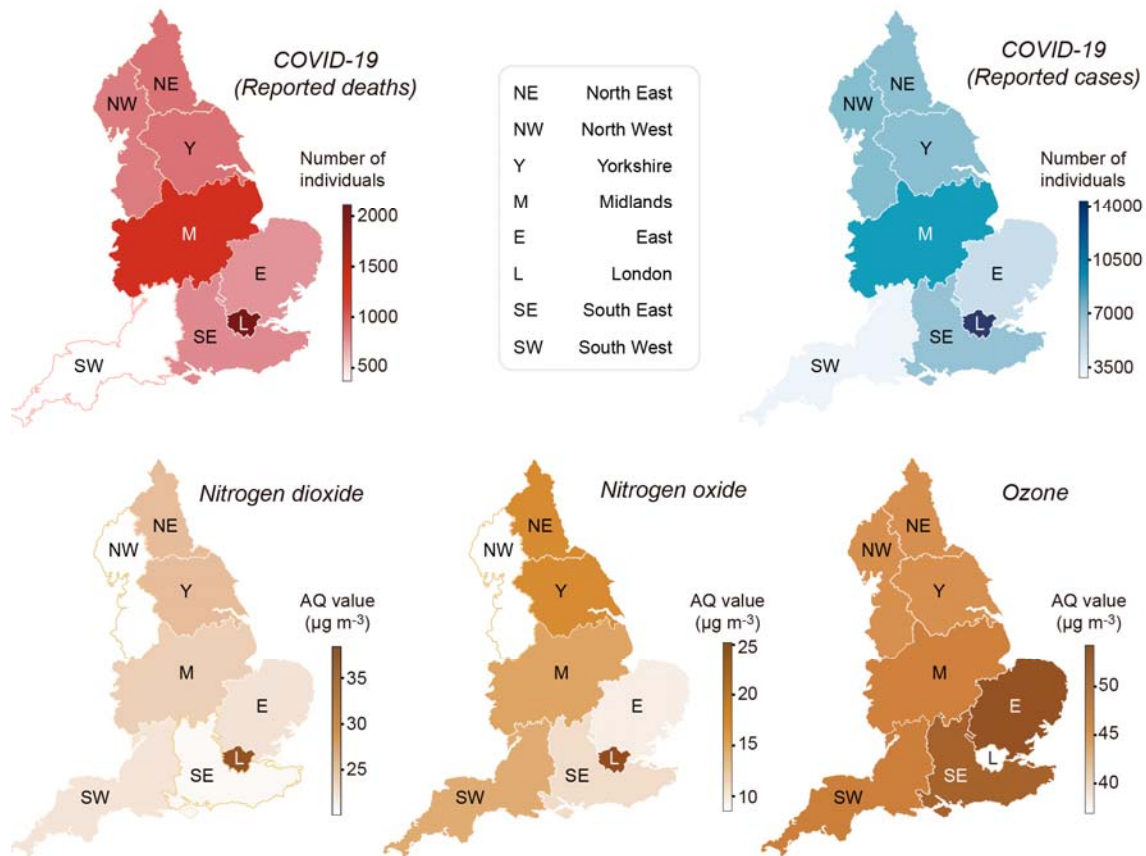 COVID-19
(Reported deaths)
NE
NW
Y
M
E
L
SE
SW
Number of
individuals
2000
1500
1000
500
NE North East
NW North West
Y Yorkshire
M Midlands
E East
L London
SE South East
SW South West
COVID-19
(Reported cases)
NE
NW
Y
M
E
L
SE
SW
Number of
individuals
14000
10500
7000
3500
Nitrogen dioxide
NE
NW
Y
M
E
L
SE
SW
AQ value
(µg m-3)
35
30
25
Nitrogen oxide
NE
NW
Y
M
E
L
SE
SW
AQ value
(µg m-3)
25
20
15
10
Ozone
NE
NW
Y
M
E
L
SE
SW
AQ value
(µg m-3)
50
45
40